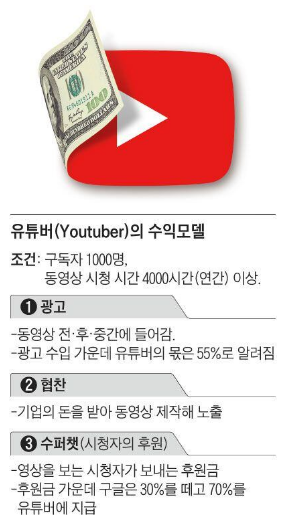 100
유튜버(Youtuber)의 수익모델
조건: 구독자 1000명,
동영상 시청 시간 4000시간(연간) 이상.
❶ 광고
-동영상 전·후·중간에 들어감.
-광고 수입 가운데 유튜버의 몫은 55%로 알려짐
❷ 협찬
-기업의 돈을 받아 동영상 제작해 노출
❸ 수퍼챗(시청자의 후원)
-영상을 보는 시청자가 보내는 후원금
-후원금 가운데 구글은 30%를 떼고 70%를
유튜버에 지급